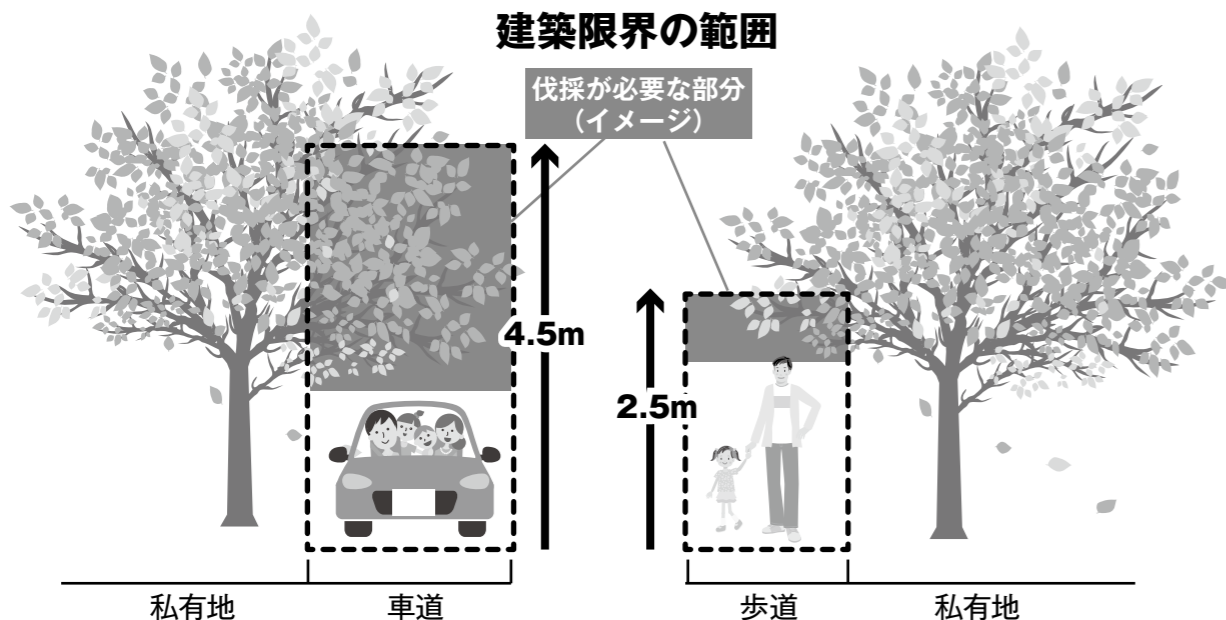 建築限界の範囲
伐採が必要な部分
（イメージ）
4.5m
2.5m
私有地
車道
歩道
私有地